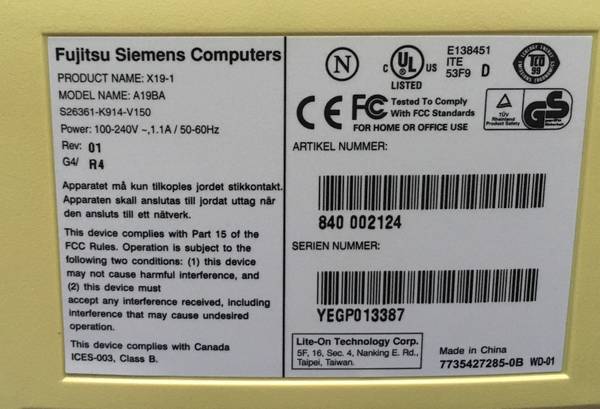 Fujitsu Siemens Computers
PRODUCT NAME: X19-1
MODEL NAME: A19BA
S26361-K914-V150
Power: 100-240V ~,1.1A / 50-60Hz
Rev: 01
G4/ R4
Apparatet må kun tilkoples jordet stikkontakt.
Apparaten skall anslutas till jordat uttag når
den ansluts till ett nätverk.
This device complies with Part 15 of the
FCC Rules. Operation is subject to the
following two conditions: (1) this device
may not cause harmful interference, and
(2) this device must
accept any interference received, including
interference that may cause undesired
operation.
This device complies with Canada
ICES-003, Class B.
N
C UL US
LISTED
E138451
ITE
53F9 D
TCO
99
CE FC Tested To Comply
With FCC Standards
FOR HOME OR OFFICE USE
TÜV
Rheinland
Product Safety
GS
ARTIKEL NUMMER:
840 002124
SERIEN NUMMER:
YEGP013387
Lite-On Technology Corp.
5F, 16, Sec. 4, Nanking E. Rd.,
Taipei, Taiwan.
Made in China
7735427285-0B WD-01